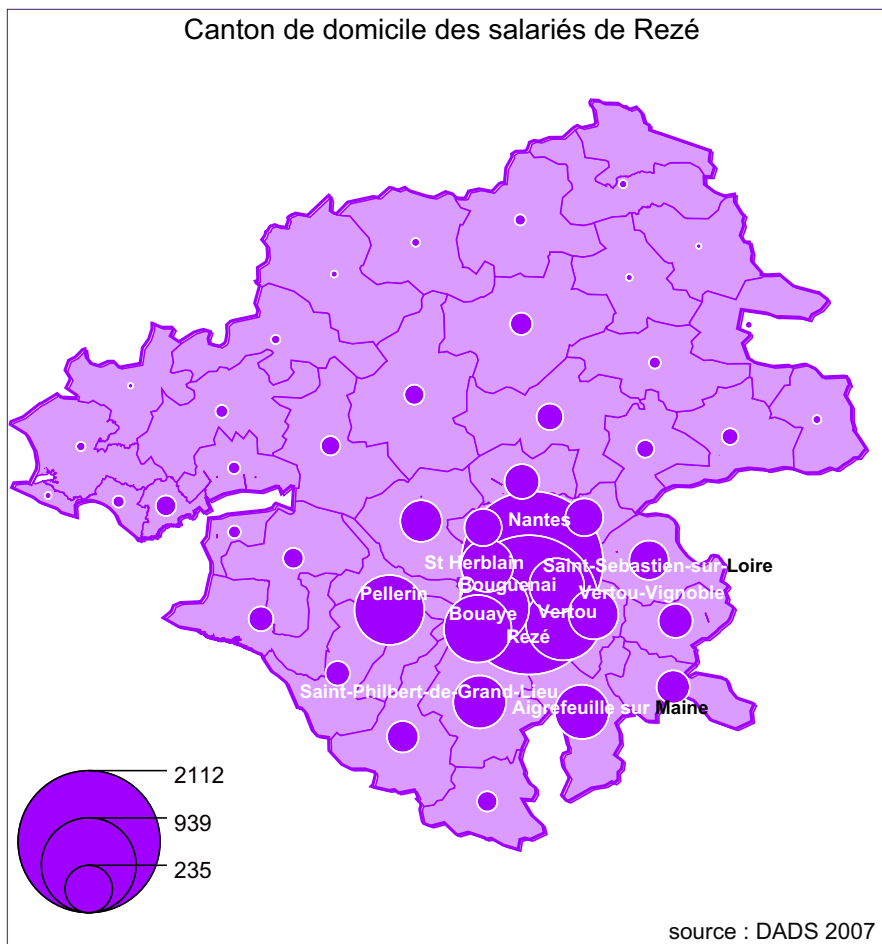 Canton de domicile des salariés de Rezé
Nantes
St Herblain
Saint-Sebastien-sur-Loire
Bouguenai
Pellerin
Vertou-Vignoble
Bouaye
Vertou
Rezé
Saint-Philbert-de-Grand-Lieu
Aigrefeuille sur Maine
2112
939
235
source : DADS 2007